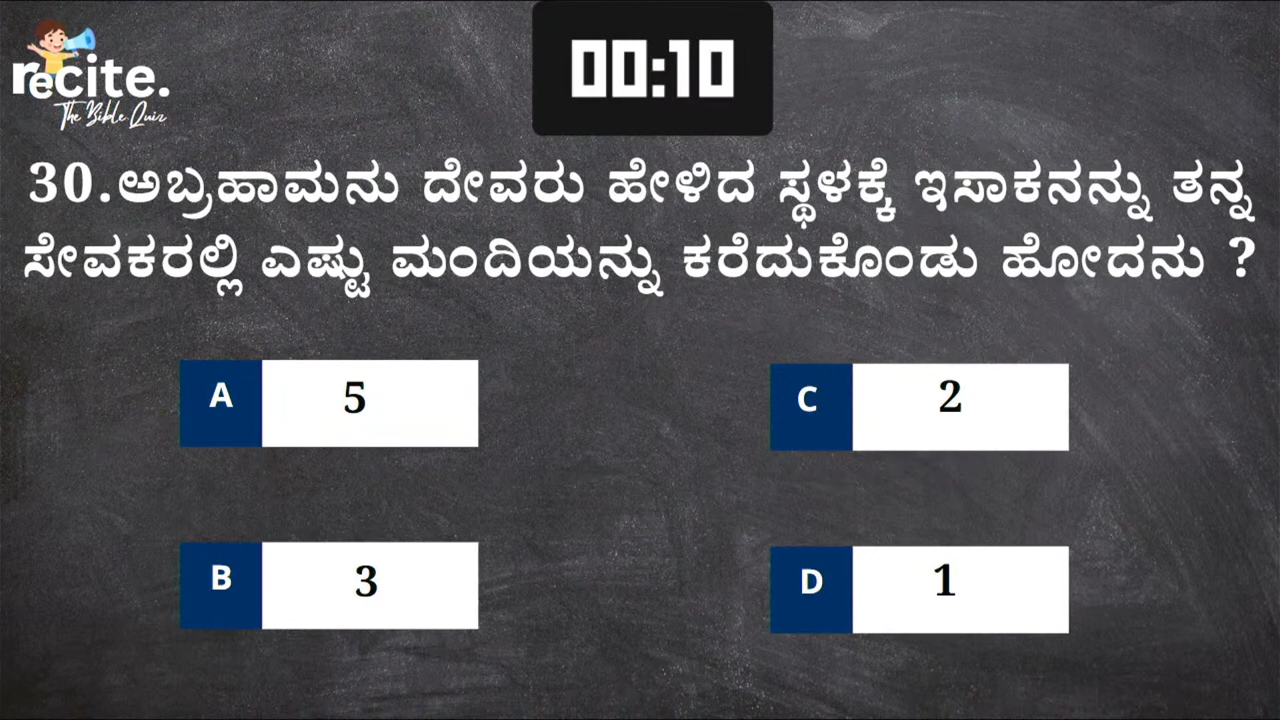 recite.
The Bible Quiz
00:10
30.ಅಬ್ರಹಾಮನು ದೇವರು ಹೇಳಿದ ಸ್ಥಳಕ್ಕೆ ಇಸಾಕನನ್ನು ತನ್ನ
ಸೇವಕರಲ್ಲಿ ಎಷ್ಟು ಮಂದಿಯನ್ನು ಕರೆದುಕೊಂಡು ಹೋದನು ?
A 5
C 2
B 3
D 1